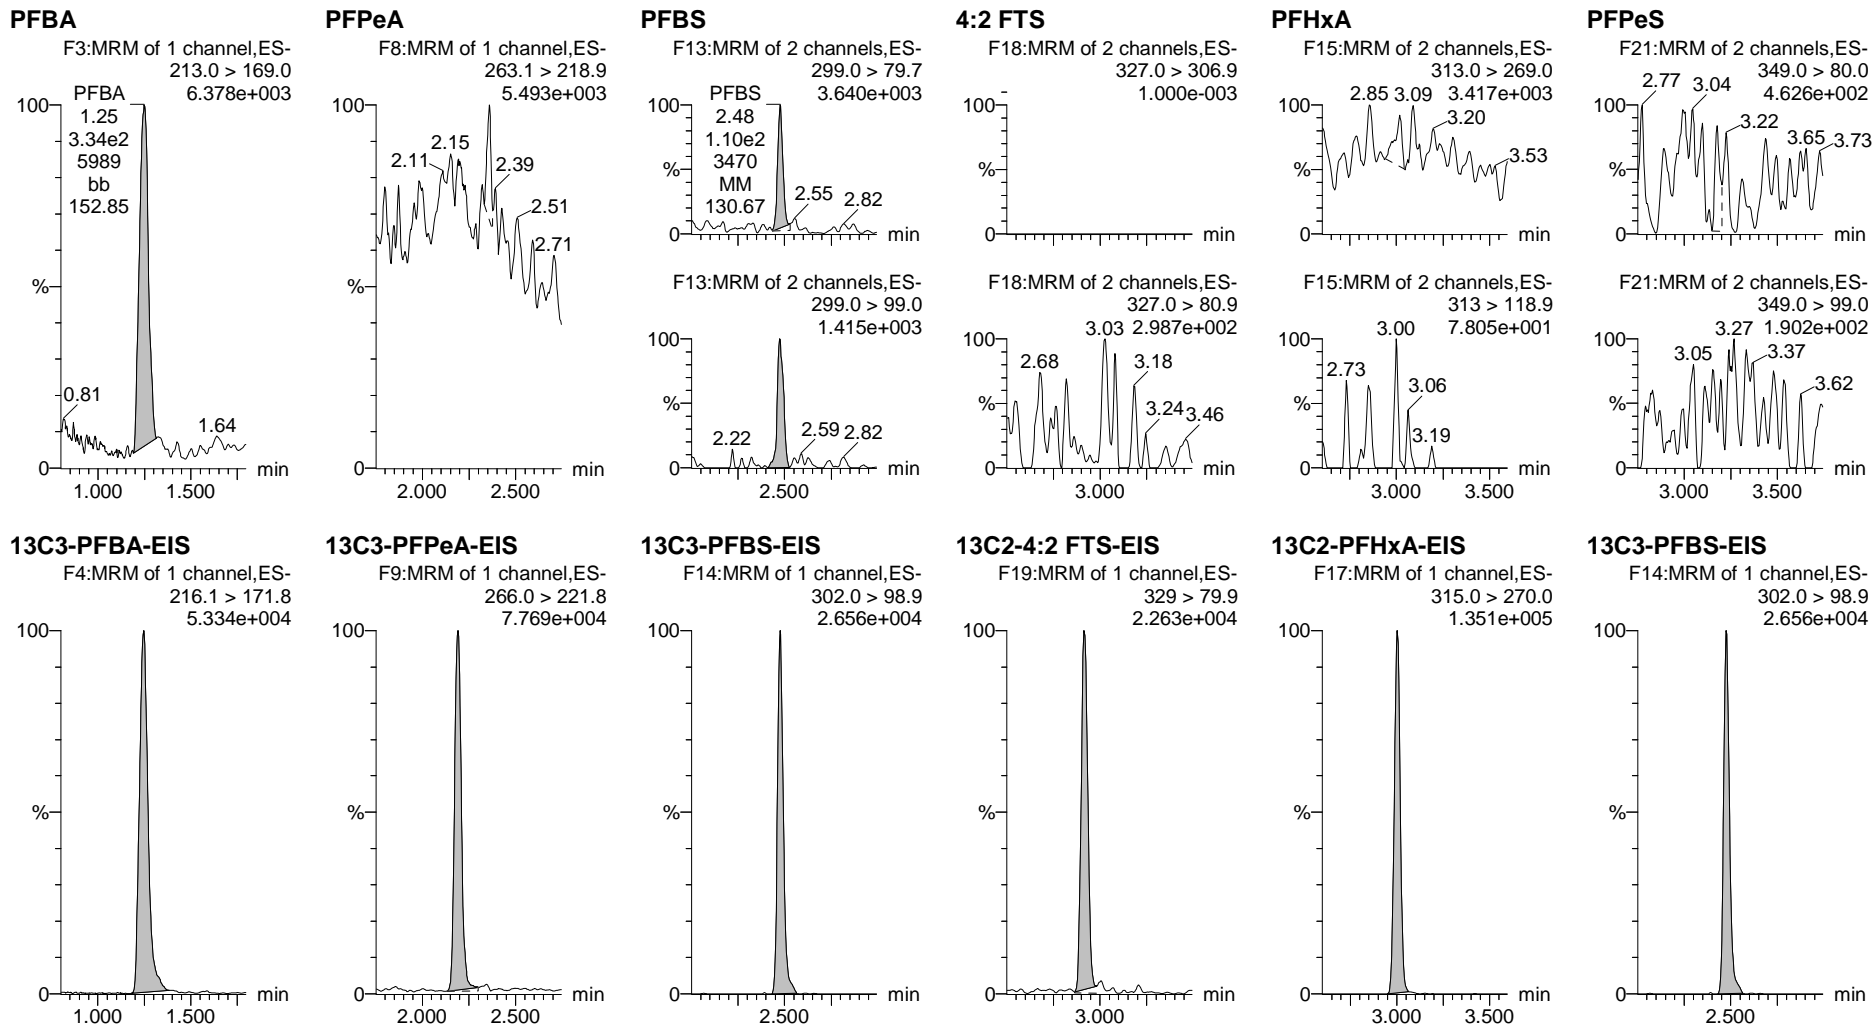 PFBA
F3:MRM of 1 channel,ES-
213.0 > 169.0
6.378e+003
100
PFBA
1.25
3.34e2
5989
bb
152.85
%
0.81
1.64
0
min
1.000
1.500
PFPeA
F8:MRM of 1 channel,ES-
263.1 > 218.9
5.493e+003
100
2.11
2.15
2.39
2.51
2.71
%
0
min
2.000
2.500
PFBS
F13:MRM of 2 channels,ES-
299.0 > 79.7
3.640e+003
100
PFBS
2.48
1.10e2
3470
MM
130.67
%
2.55
2.82
0
min
F13:MRM of 2 channels,ES-
299.0 > 99.0
1.415e+003
100
%
2.22
2.59
2.82
0
min
2.500
4:2 FTS
F18:MRM of 2 channels,ES-
327.0 > 306.9
1.000e-003
100
%
0
min
F18:MRM of 2 channels,ES-
327.0 > 80.9
3.03
2.987e+002
100
2.68
3.18
%
3.24
3.46
0
min
3.000
PFHxA
F15:MRM of 2 channels,ES-
313.0 > 269.0
2.85
3.09
3.417e+003
100
3.20
%
3.53
0
min
F15:MRM of 2 channels,ES-
313 > 118.9
3.00
7.805e+001
100
2.73
3.06
%
3.19
0
min
3.000
3.500
PFPeS
F21:MRM of 2 channels,ES-
349.0 > 80.0
2.77
3.04
4.626e+002
100
3.22
3.65
3.73
%
0
min
F21:MRM of 2 channels,ES-
349.0 > 99.0
3.27
1.902e+002
100
3.05
3.37
%
3.62
0
min
3.000
3.500
13C3-PFBA-EIS
F4:MRM of 1 channel,ES-
216.1 > 171.8
5.334e+004
100
%
0
min
1.000
1.500
13C3-PFPeA-EIS
F9:MRM of 1 channel,ES-
266.0 > 221.8
7.769e+004
100
%
0
min
2.000
2.500
13C3-PFBS-EIS
F14:MRM of 1 channel,ES-
302.0 > 98.9
2.656e+004
100
%
0
min
2.500
13C2-4:2 FTS-EIS
F19:MRM of 1 channel,ES-
329 > 79.9
2.263e+004
100
%
0
min
3.000
13C2-PFHxA-EIS
F17:MRM of 1 channel,ES-
315.0 > 270.0
1.351e+005
100
%
0
min
3.000
3.500
13C3-PFBS-EIS
F14:MRM of 1 channel,ES-
302.0 > 98.9
2.656e+004
100
%
0
min
2.500